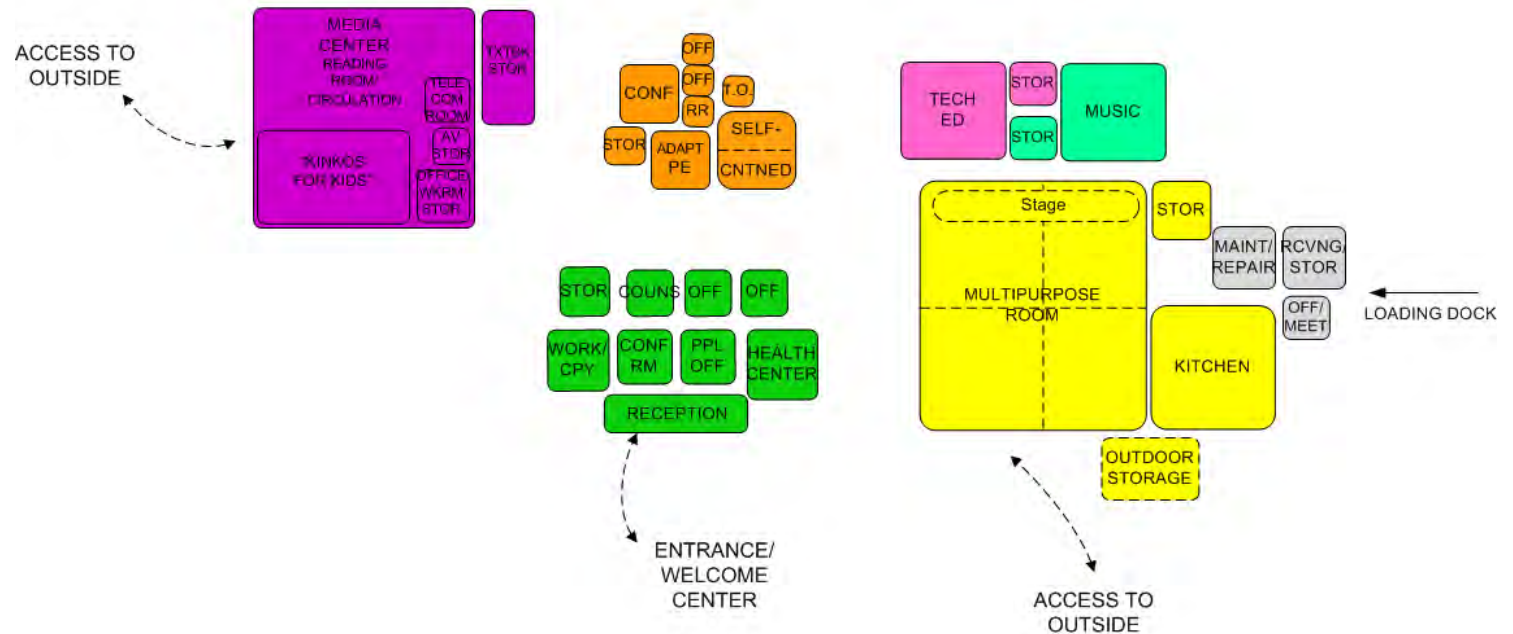 ACCESS TO
OUTSIDE
MEDIA
CENTER
READING
ROOM/
CIRCULATION
TELE
COM
ROOM
AV
STOR
OFFICE/
WKRM
STOR
"KINKOS
FOR KIDS"
TXTBK
STOR
OFF
OFF
CONF
RR
T.O.
STOR
ADAPT
PE
SELF-
CNTNED
TECH
ED
STOR
STOR
MUSIC
Stage
STOR
MULTIPURPOSE
ROOM
MAINT/
REPAIR
RCVNG/
STOR
OFF/
MEET
LOADING DOCK
KITCHEN
OUTDOOR
STORAGE
STOR
COUNS
OFF
OFF
WORK/
CPY
CONF
RM
PPL
OFF
HEALTH
CENTER
RECEPTION
ENTRANCE/
WELCOME
CENTER
ACCESS TO
OUTSIDE